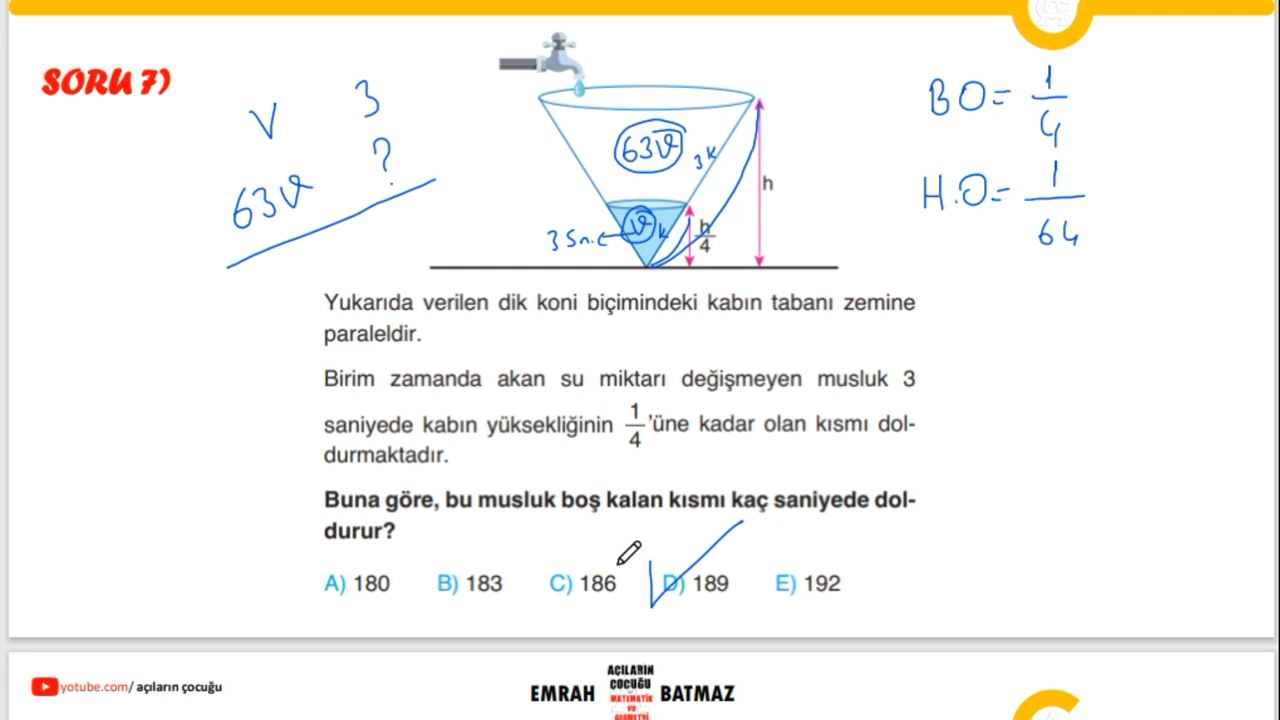 SORU 7)
V 3
63V ?
63V
3k
h
V
k
3 Sn.
h/4
BO = 1/4
H.O = 1/64
Yukarıda verilen dik koni biçimindeki kabın tabanı zemine
paraleldir.
Birim zamanda akan su miktarı değişmeyen musluk 3
saniyede kabın yüksekliğinin 1/4 'üne kadar olan kısmı dol-
durmaktadır.
Buna göre, bu musluk boş kalan kısmı kaç saniyede dol-
durur?
A) 180 B) 183 C) 186 D) 189 E) 192
yotube.com/ açıların çocuğu
EMRAH BATMAZ
AÇILARIN
ÇOCUĞU
MATEMATİK
ve
GEOMETRİ